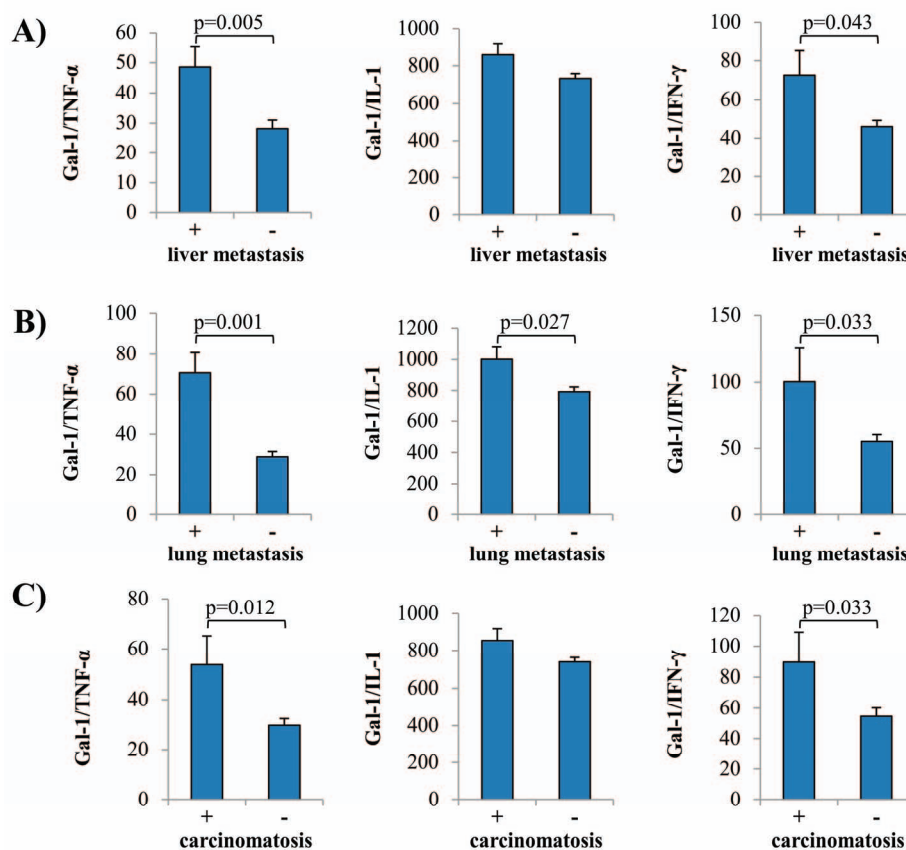 A)
Gal-1/TNF-α
60
50
40
30
20
10
0
p=0.005
+ -
liver metastasis
Gal-1/IL-1
1000
800
600
400
200
0
+ -
liver metastasis
Gal-1/IFN-γ
100
80
60
40
20
0
p=0.043
+ -
liver metastasis
B)
Gal-1/TNF-α
100
80
60
40
20
0
p=0.001
+ -
lung metastasis
Gal-1/IL-1
1200
1000
800
600
400
200
0
p=0.027
+ -
lung metastasis
Gal-1/IFN-γ
150
100
50
0
p=0.033
+ -
lung metastasis
C)
Gal-1/TNF-α
80
60
40
20
0
p=0.012
+ -
carcinomatosis
Gal-1/IL-1
1000
800
600
400
200
0
+ -
carcinomatosis
Gal-1/IFN-γ
120
100
80
60
40
20
0
p=0.033
+ -
carcinomatosis